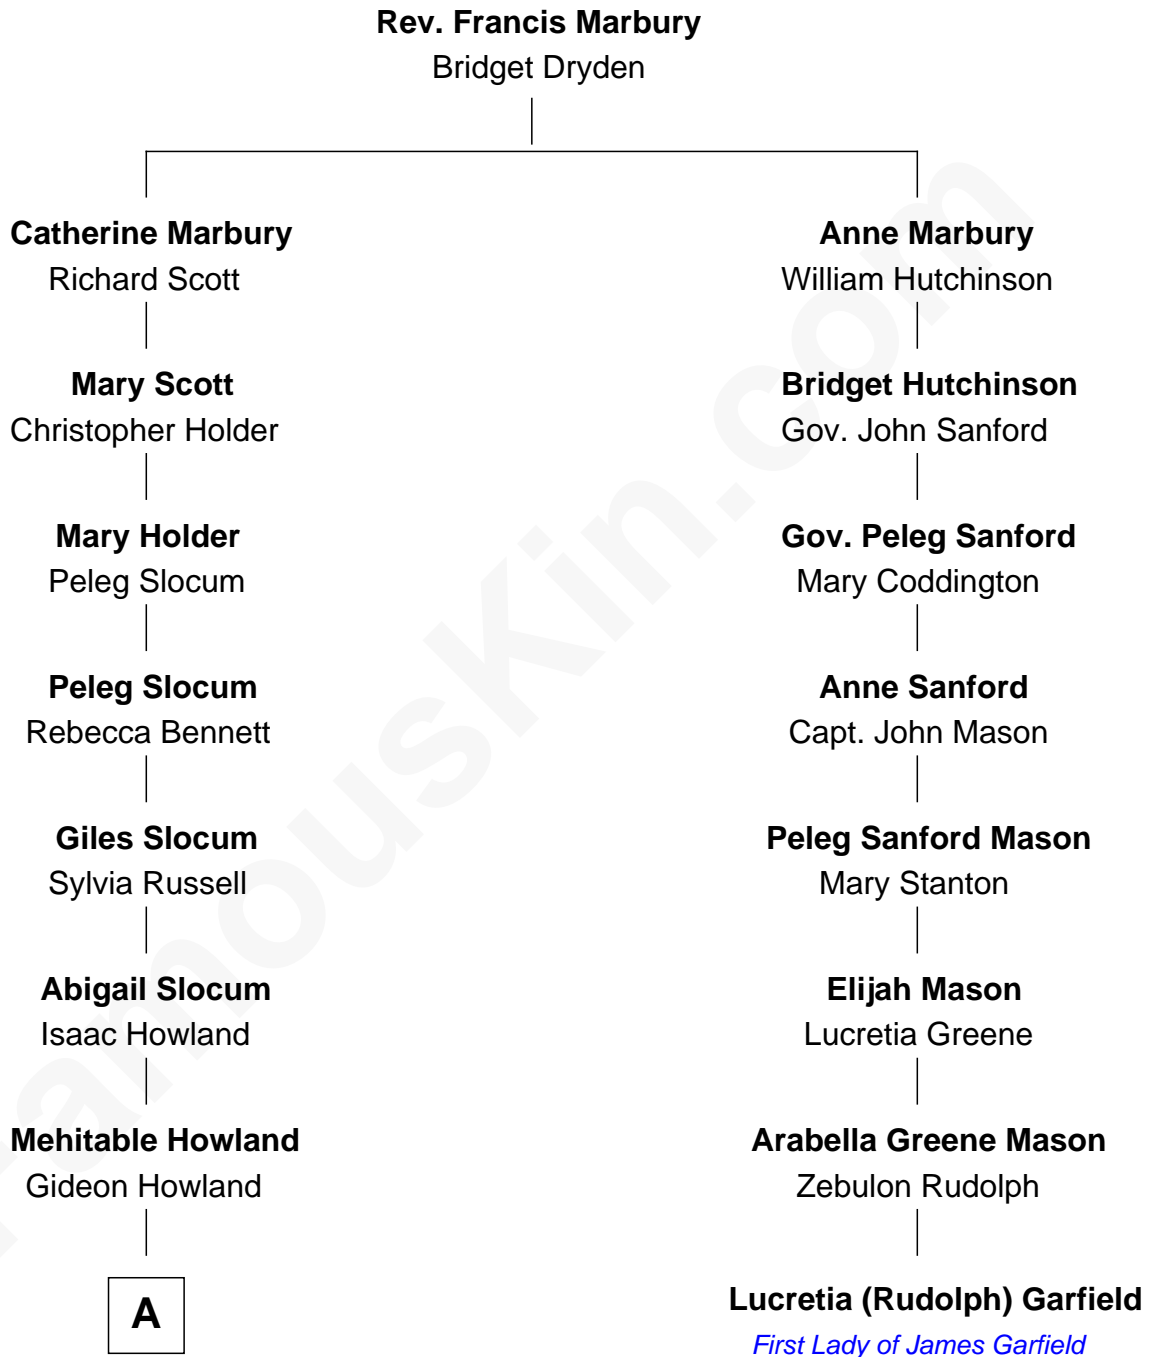 Rev. Francis Marbury
Bridget Dryden
Catherine Marbury
Richard Scott
Mary Scott
Christopher Holder
Mary Holder
Peleg Slocum
Peleg Slocum
Rebecca Bennett
Giles Slocum
Sylvia Russell
Abigail Slocum
Isaac Howland
Mehitable Howland
Gideon Howland
A
Anne Marbury
William Hutchinson
Bridget Hutchinson
Gov. John Sanford
Gov. Peleg Sanford
Mary Coddington
Anne Sanford
Capt. John Mason
Peleg Sanford Mason
Mary Stanton
Elijah Mason
Lucretia Greene
Arabella Greene Mason
Zebulon Rudolph
Lucretia (Rudolph) Garfield
First Lady of James Garfield
FamousKin.com